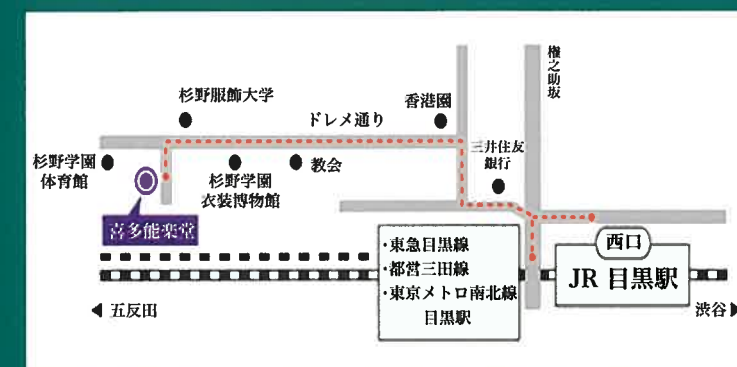 権之助坂
杉野服飾大学
ドレメ通り
香港園
三井住友
銀行
杉野学園
体育館
杉野学園
衣装博物館
教会
喜多能楽堂
・東急目黒線
・都営三田線
・東京メトロ南北線
目黒駅
西口
JR 目黒駅
◀ 五反田
渋谷 ▶